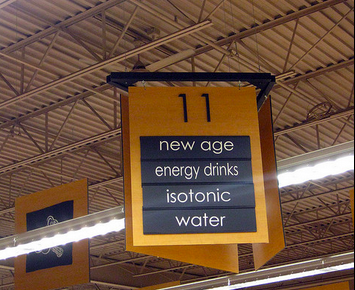 11
new age
energy drinks
isotonic
water